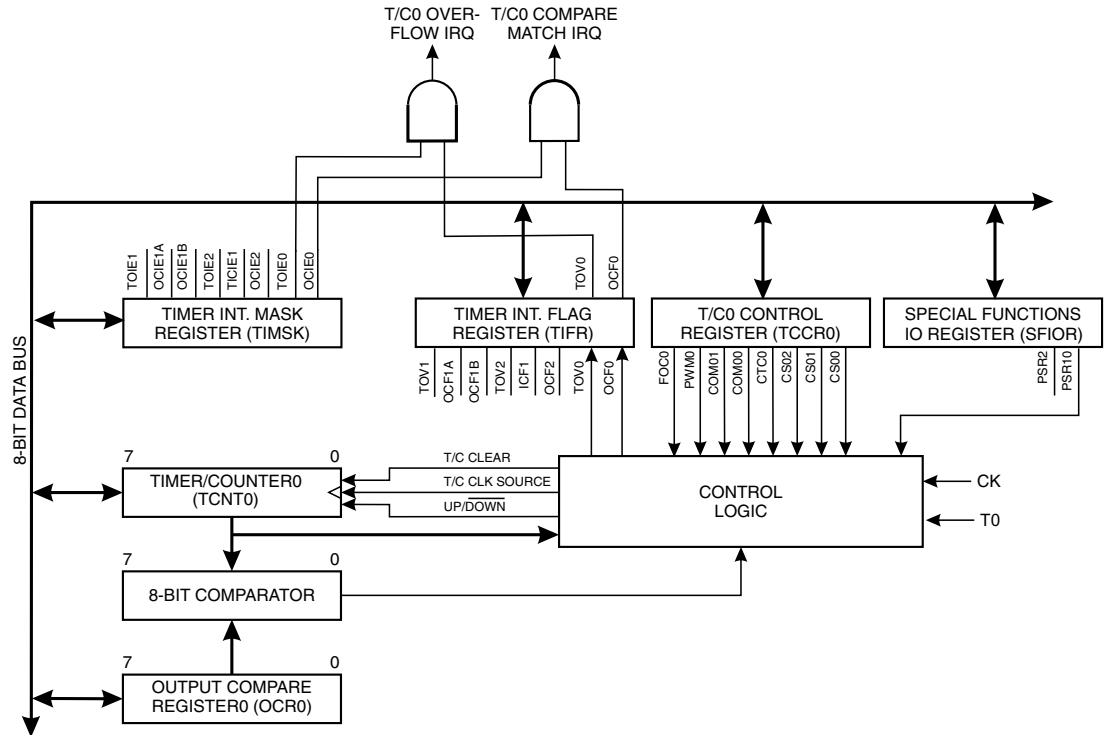 T/C0 OVER-
FLOW IRQ
T/C0 COMPARE
MATCH IRQ
8-BIT DATA BUS
TOIE1
OCIE1A
OCIE1B
TOIE2
TICIE1
OCIE2
TOIE0
OCIE0
TOV0
OCF0
TIMER INT. MASK
REGISTER (TIMSK)
TIMER INT. FLAG
REGISTER (TIFR)
T/C0 CONTROL
REGISTER (TCCR0)
SPECIAL FUNCTIONS
IO REGISTER (SFIOR)
TOV1
OCF1A
OCF1B
TOV2
ICF1
OCF2
TOV0
OCF0
FOC0
PWM0
COM01
COM00
CTC0
CS02
CS01
CS00
PSR2
PSR10
7 0
TIMER/COUNTER0
(TCNT0)
T/C CLEAR
T/C CLK SOURCE
UP/DOWN
CONTROL
LOGIC
CK
T0
7 0
8-BIT COMPARATOR
7 0
OUTPUT COMPARE
REGISTER0 (OCR0)